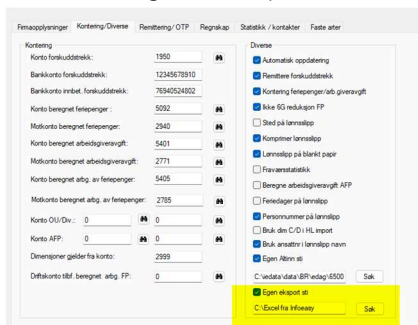 Firmaopplysninger Kontering/Diverse Remittering/ OTP Regnskap Statistikk / kontakter Faste arter
Kontering
Konto forskuddstrekk: 1950
Bankkonto forskuddstrekk: 12345678910
Bankkonto innbet. forskuddstrekk: 76940524802
Konto beregnet feriepenger : 5092
Motkonto beregnet feriepenger: 2940
Konto beregnet arbeidsgiveravgift: 5401
Motkonto beregnet arbeidsgiveravgift: 2771
Konto beregnet arbg. av feriepenger: 5405
Motkonto beregnet arbg. av feriepenger: 2785
Konto OU/Div.: 0 0
Konto AFP: 0 0
Dimensjoner gjelder fra konto: 2999
Driftskonto tilbf. beregnet arbg. FP: 0
Diverse
Automatisk oppdatering
Remittere forskuddstrekk
Kontering feriepenger/arb.giveravgift
Ikke 6G reduksjon FP
Sted på lønnsslipp
Komprimer lønnsslipp
Lønnsslipp på blankt papir
Fraværsstatistikk
Beregne arbeidsgiveravgift AFP
Feriedager på lønnslipp
Personnummer på lønnslipp
Bruk dim C/D i HL import
Bruk ansattnr i lønnslipp navn
Egen Altinn sti
C:\edata\data\BR\edag\6500 Søk
Egen eksport sti
C:\Excel fra Infoeasy Søk